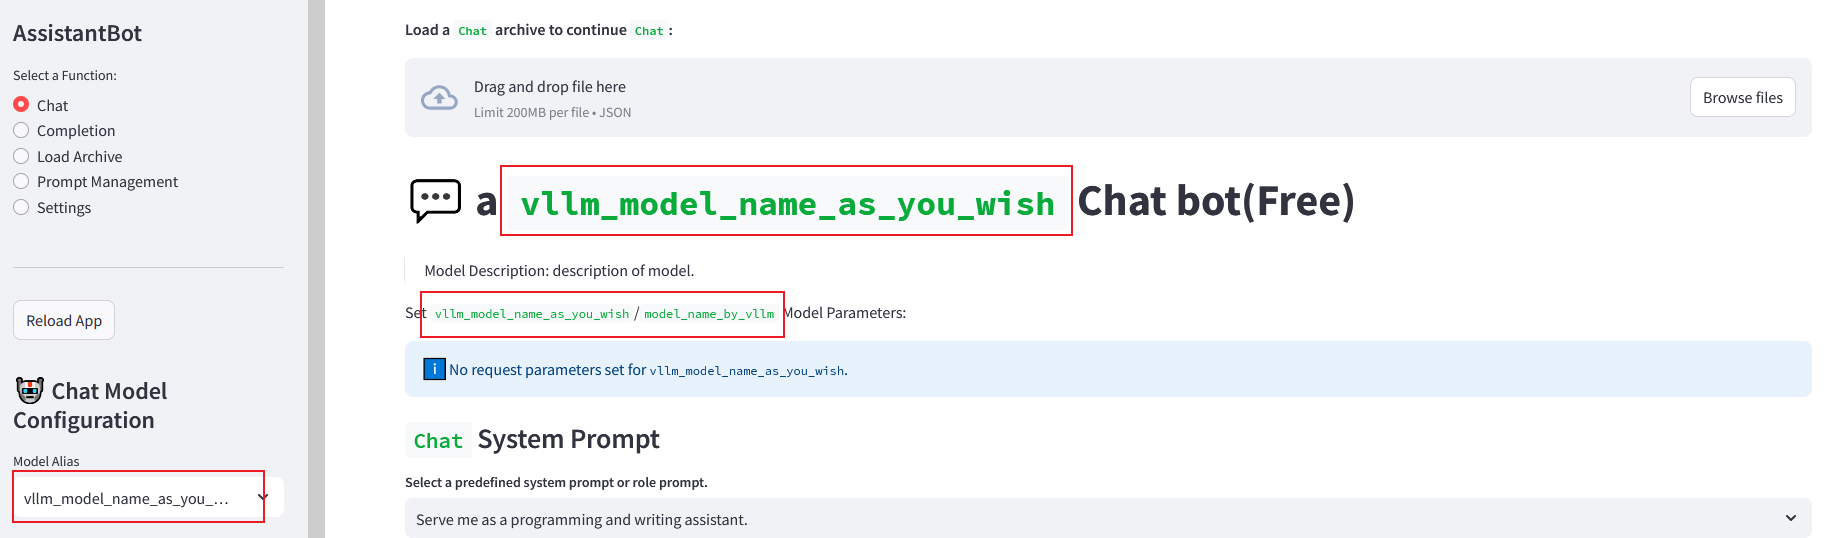 AssistantBot
Select a Function:
Chat
Completion
Load Archive
Prompt Management
Settings
Reload App
Chat Model
Configuration
Model Alias
vllm_model_name_as_you_...
Load a Chat archive to continue Chat :
Drag and drop file here
Limit 200MB per file • JSON
Browse files
a vllm_model_name_as_you_wish Chat bot(Free)
Model Description: description of model.
Set vllm_model_name_as_you_wish / model_name_by_vllm Model Parameters:
i No request parameters set for vllm_model_name_as_you_wish.
Chat System Prompt
Select a predefined system prompt or role prompt.
Serve me as a programming and writing assistant.